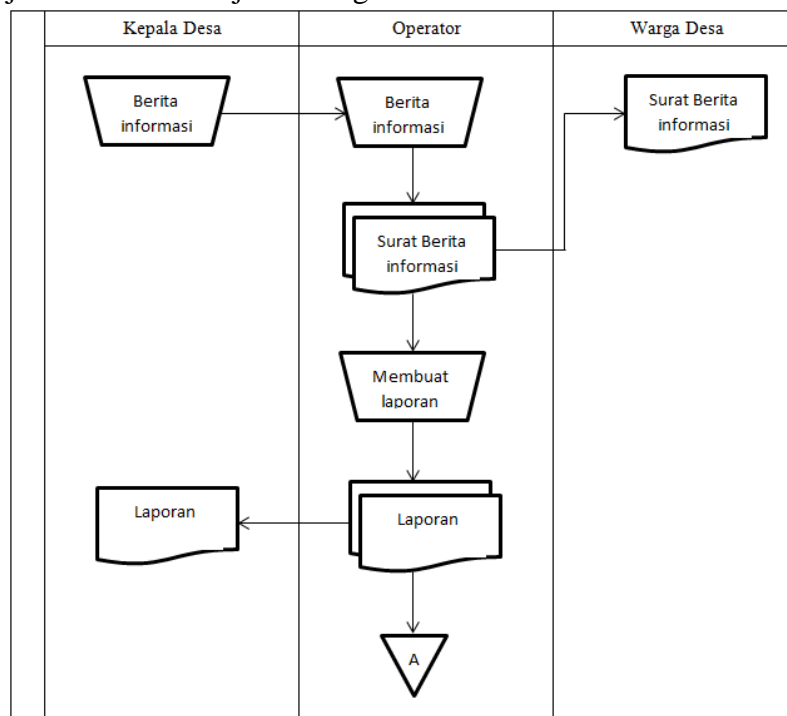 Kepala Desa
Operator
Warga Desa
Berita
informasi
Berita
informasi
Surat Berita
informasi
Surat Berita
informasi
Membuat
laporan
Laporan
Laporan
A